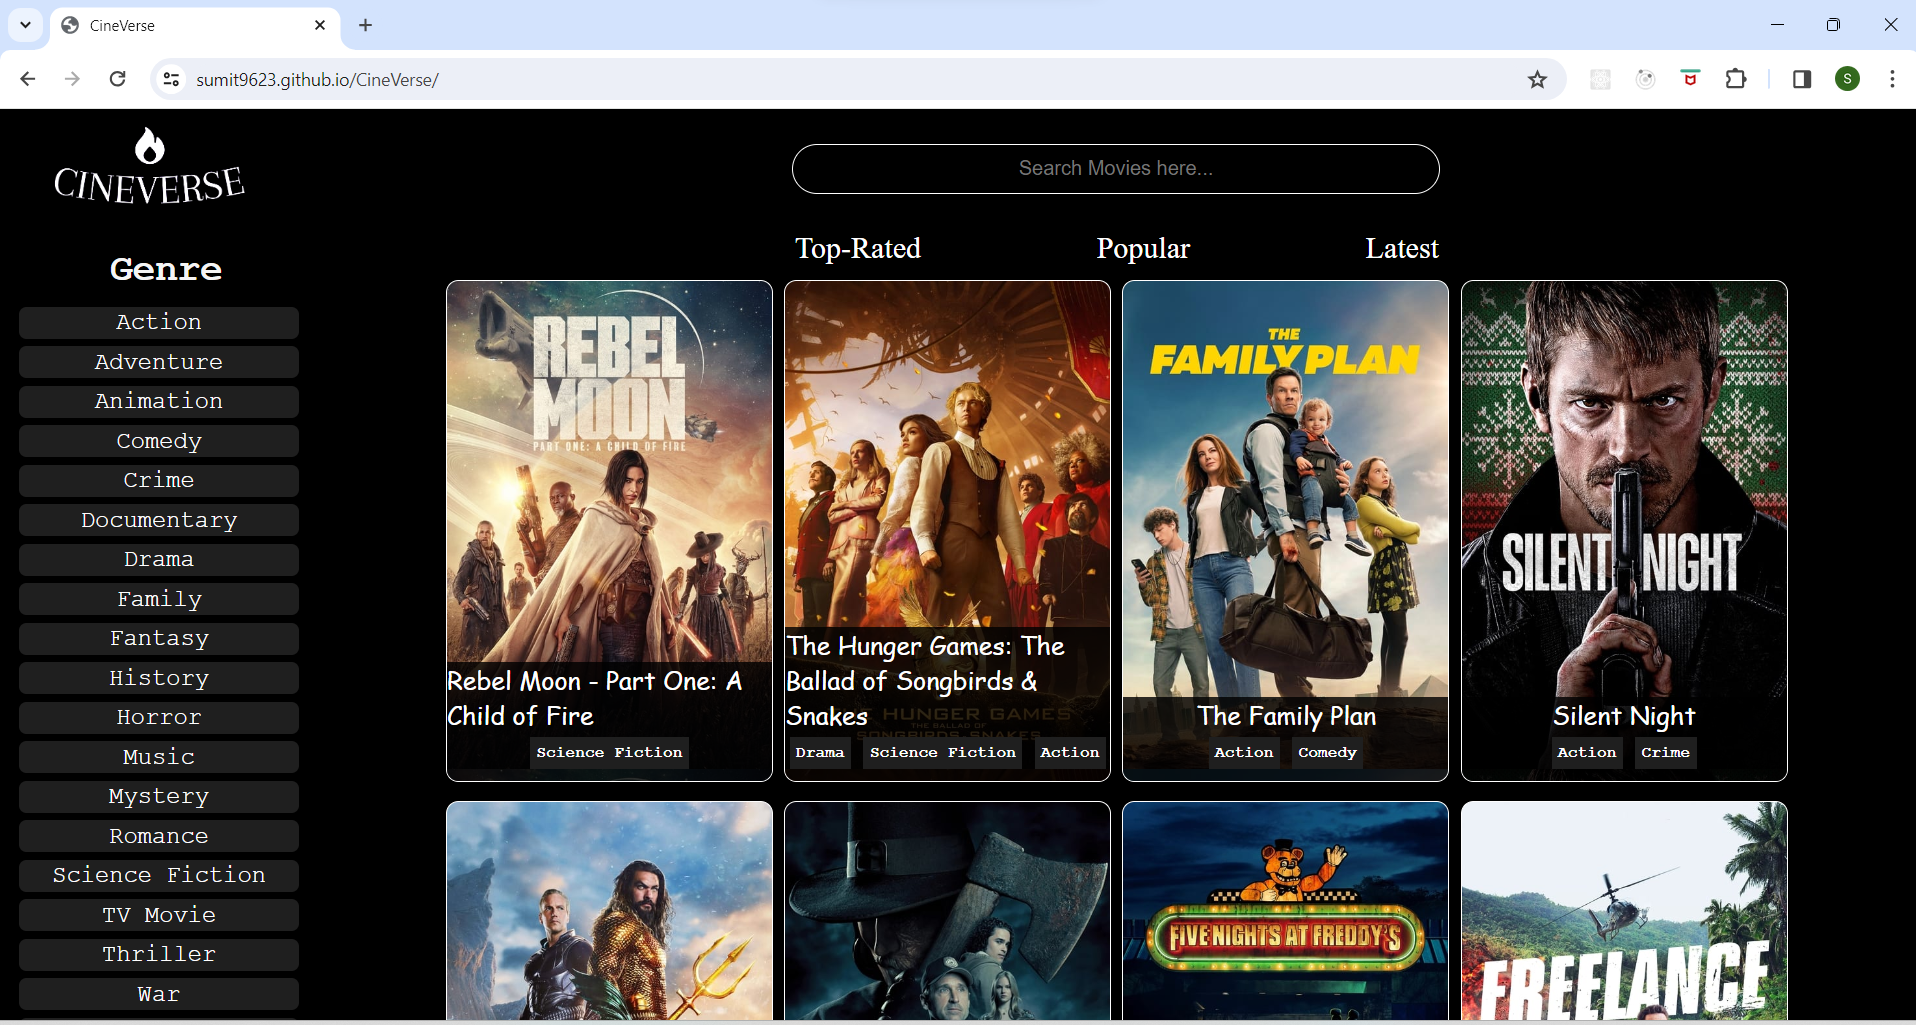 CineVerse
sumit9623.github.io/CineVerse/
S
CINEVERSE
Search Movies here...
Top-Rated
Popular
Latest
Genre
Action
Adventure
Animation
Comedy
Crime
Documentary
Drama
Family
Fantasy
History
Horror
Music
Mystery
Romance
Science Fiction
TV Movie
Thriller
War
REBEL
MOON
PART ONE: A CHILD OF FIRE
Rebel Moon - Part One: A
Child of Fire
Science Fiction
The Hunger Games: The
Ballad of Songbirds &
Snakes
THE HUNGER GAMES
THE BALLAD OF
SONGBIRDS SNAKES
Drama
Science Fiction
Action
THE
FAMILY PLAN
The Family Plan
Action
Comedy
SILENT NIGHT
Silent Night
Action
Crime
FIVE NIGHTS AT FREDDY'S
FREELANCE